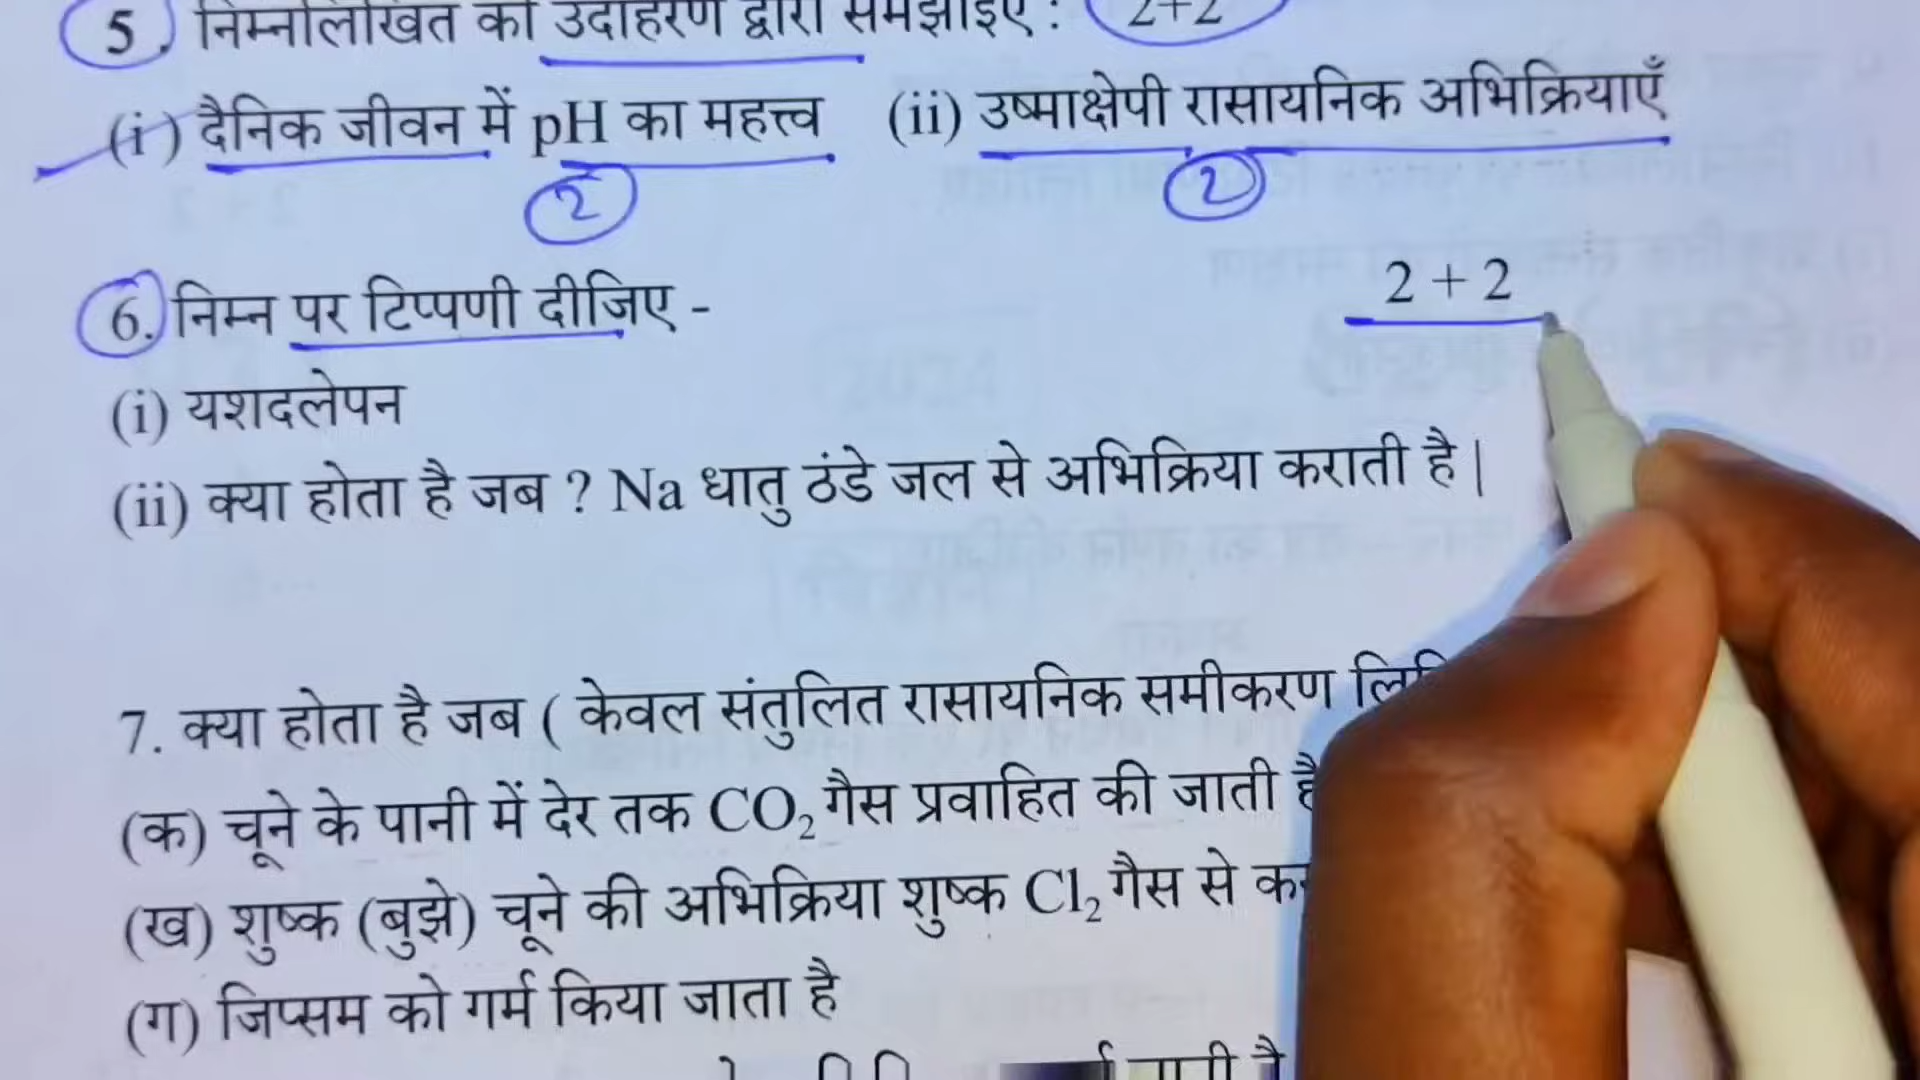 5. निम्नलिखित को उदाहरण द्वारा समझाइए : 2+2
(i) दैनिक जीवन में pH का महत्त्व (ii) उष्माक्षेपी रासायनिक अभिक्रियाएँ
2 2
6. निम्न पर टिप्पणी दीजिए - 2 + 2
(i) यशदलेपन
(ii) क्या होता है जब ? Na धातु ठंडे जल से अभिक्रिया कराती है |
7. क्या होता है जब ( केवल संतुलित रासायनिक समीकरण
(क) चूने के पानी में देर तक CO₂ गैस प्रवाहित की जाती है
(ख) शुष्क (बुझे) चूने की अभिक्रिया शुष्क Cl₂ गैस से
(ग) जिप्सम को गर्म किया जाता है